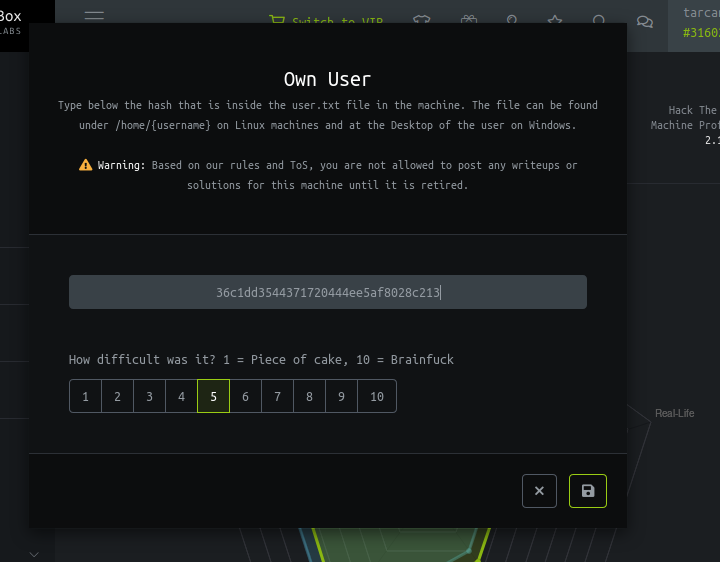 Box
LABS
Switch to VIP
tarca
#3160
Own User
Type below the hash that is inside the user.txt file in the machine. The file can be found
under /home/{username} on Linux machines and at the Desktop of the user on Windows.
Warning: Based on our rules and ToS, you are not allowed to post any writeups or
solutions for this machine until it is retired.
Hack The
Machine Prof
2.1
36c1dd3544371720444ee5af8028c213
How difficult was it? 1 = Piece of cake, 10 = Brainfuck
1 2 3 4 5 6 7 8 9 10
Real-Life